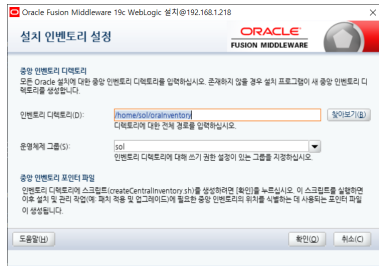 Oracle Fusion Middleware 19c WebLogic 설치@192.168.1.218
설치 인벤토리 설정
ORACLE
FUSION MIDDLEWARE
중앙 인벤토리 디렉토리
모든 Oracle 설치에 대한 중앙 인벤토리 디렉토리를 입력하십시오. 존재하지 않을 경우 설치 프로그램이 새 중앙 인벤토리 디
렉토리를 생성합니다.
인벤토리 디렉토리(D):
/home/sol/oraInventory
찾아보기(B)
디렉토리에 대한 전체 경로를 입력하십시오.
운영체제 그룹(S):
sol
인벤토리 디렉토리에 대해 쓰기 권한 설정이 있는 그룹을 지정하십시오.
중앙 인벤토리 포인터 파일
인벤토리 디렉토리에 스크립트(createCentralInventory.sh)를 생성하려면 [확인]을 누르십시오. 이 스크립트를 실행하면
이후 설치 및 관리 작업(예: 패치 적용 및 업그레이드)에 필요한 중앙 인벤토리의 위치를 식별하는 데 사용되는 포인터 파일
이 생성됩니다.
도움말(H)
확인(O)
취소(C)